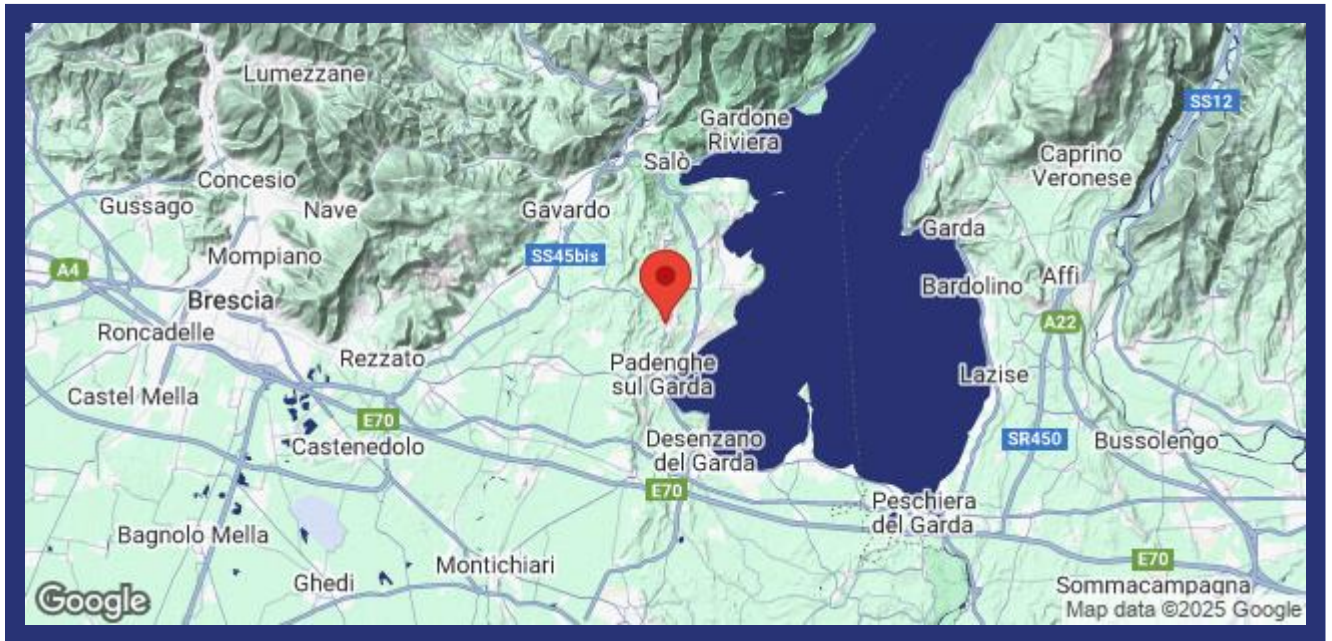 Lumezzane
SS12
Gardone
Riviera
Salò
Caprino
Veronese
Concesio
Gussago
Nave
Gavardo
Garda
Mompiano
SS45bis
A4
Brescia
Bardolino
Affi
Roncadelle
A22
Rezzato
Padenghe
sul Garda
Lazise
Castel Mella
E70
Castenedolo
Desenzano
del Garda
SR450
Bussolengo
E70
Peschiera
del Garda
Bagnolo Mella
Montichiari
E70
Ghedi
Sommacampagna
Google
Map data ©2025 Google